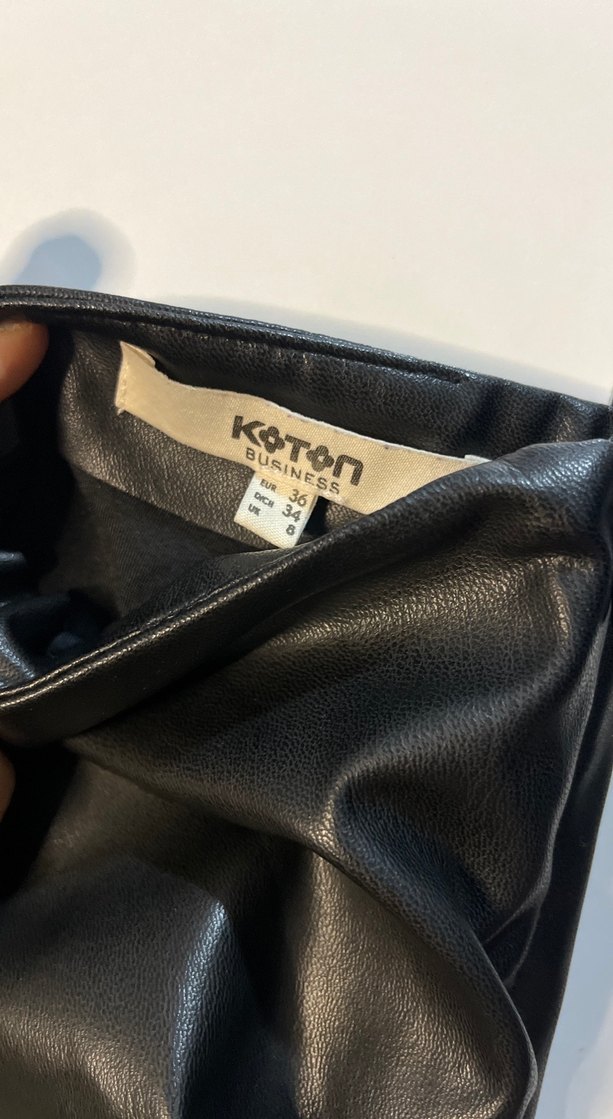 KOTON
BUSINESS
EUR 36
D/CH 34
UK 8